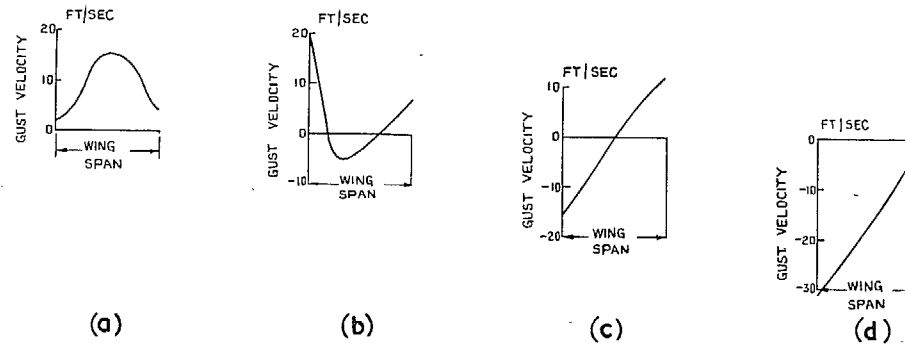 FT/SEC
20
10
0
GUST VELOCITY
WING
SPAN
(a)
FT/SEC
20
10
0
-10
GUST VELOCITY
WING
SPAN
(b)
FT/SEC
10
0
-10
-20
GUST VELOCITY
WING
SPAN
(c)
FT/SEC
0
-10
-20
-30
GUST VELOCITY
WING
SPAN
(d)